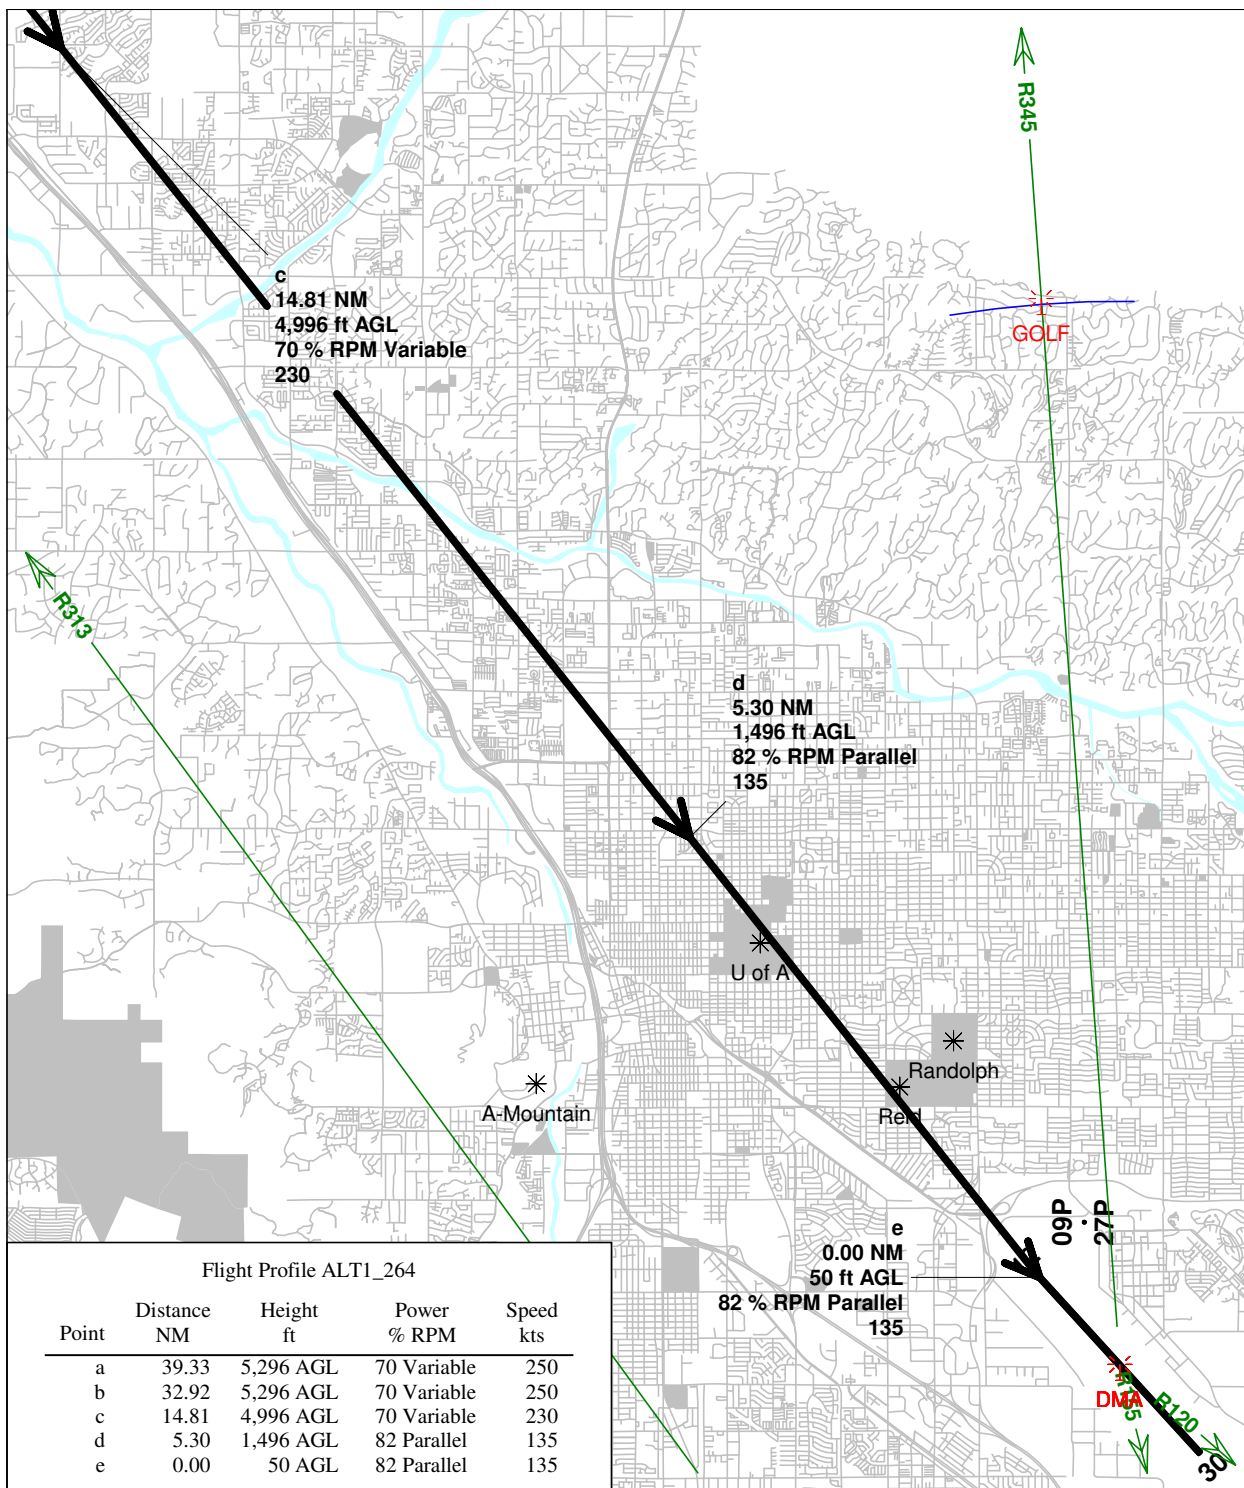 R345
c
14.81 NM
4,996 ft AGL
70 % RPM Variable
230
GOLF
R313
d
5.30 NM
1,496 ft AGL
82 % RPM Parallel
135
U of A
Randolph
Reid
A-Mountain
09P
27P
e
0.00 NM
50 ft AGL
82 % RPM Parallel
135
DMA
R120
30
Flight Profile ALT1_264
Point Distance NM Height ft Power % RPM Speed kts
a 39.33 5,296 AGL 70 Variable 250
b 32.92 5,296 AGL 70 Variable 250
c 14.81 4,996 AGL 70 Variable 230
d 5.30 1,496 AGL 82 Parallel 135
e 0.00 50 AGL 82 Parallel 135